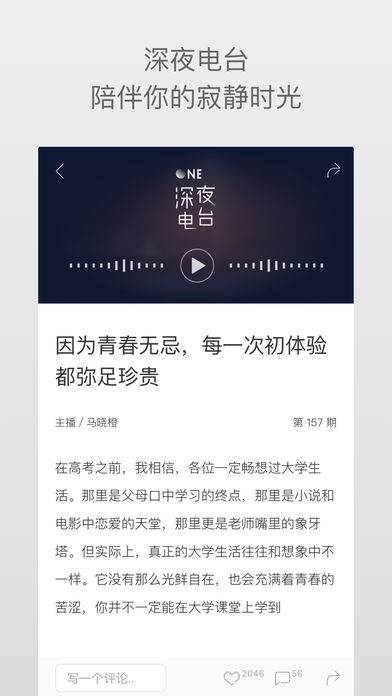 深夜电台
陪伴你的寂静时光
ONE
深夜
电台
因为青春无忌，每一次初体验
都弥足珍贵
主播 / 马晓橙
第 157 期
在高考之前，我相信，各位一定畅想过大学生
活。那里是父母口中学习的终点，那里是小说和
电影中恋爱的天堂，那里更是老师嘴里的象牙
塔。但实际上，真正的大学生活往往和想象中不
一样。它没有那么光鲜自在，也会充满着青春的
苦涩，你并不一定能在大学课堂上学到
写一个评论..
2046
56